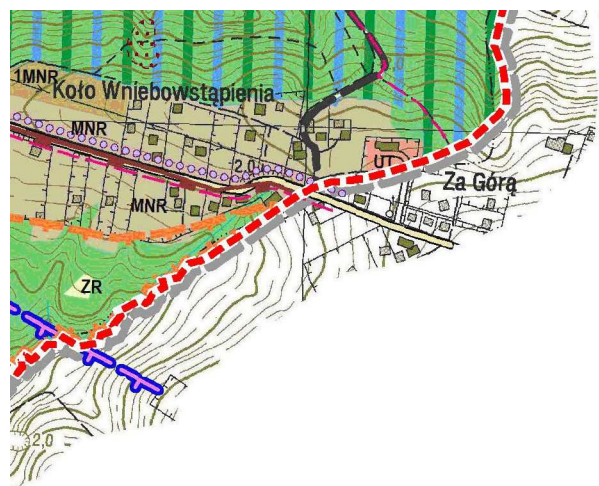 1MNR
Koło Wniebowstąpienia
MNR
2.0
UT
Za Górą
MNR
ZR
2,0